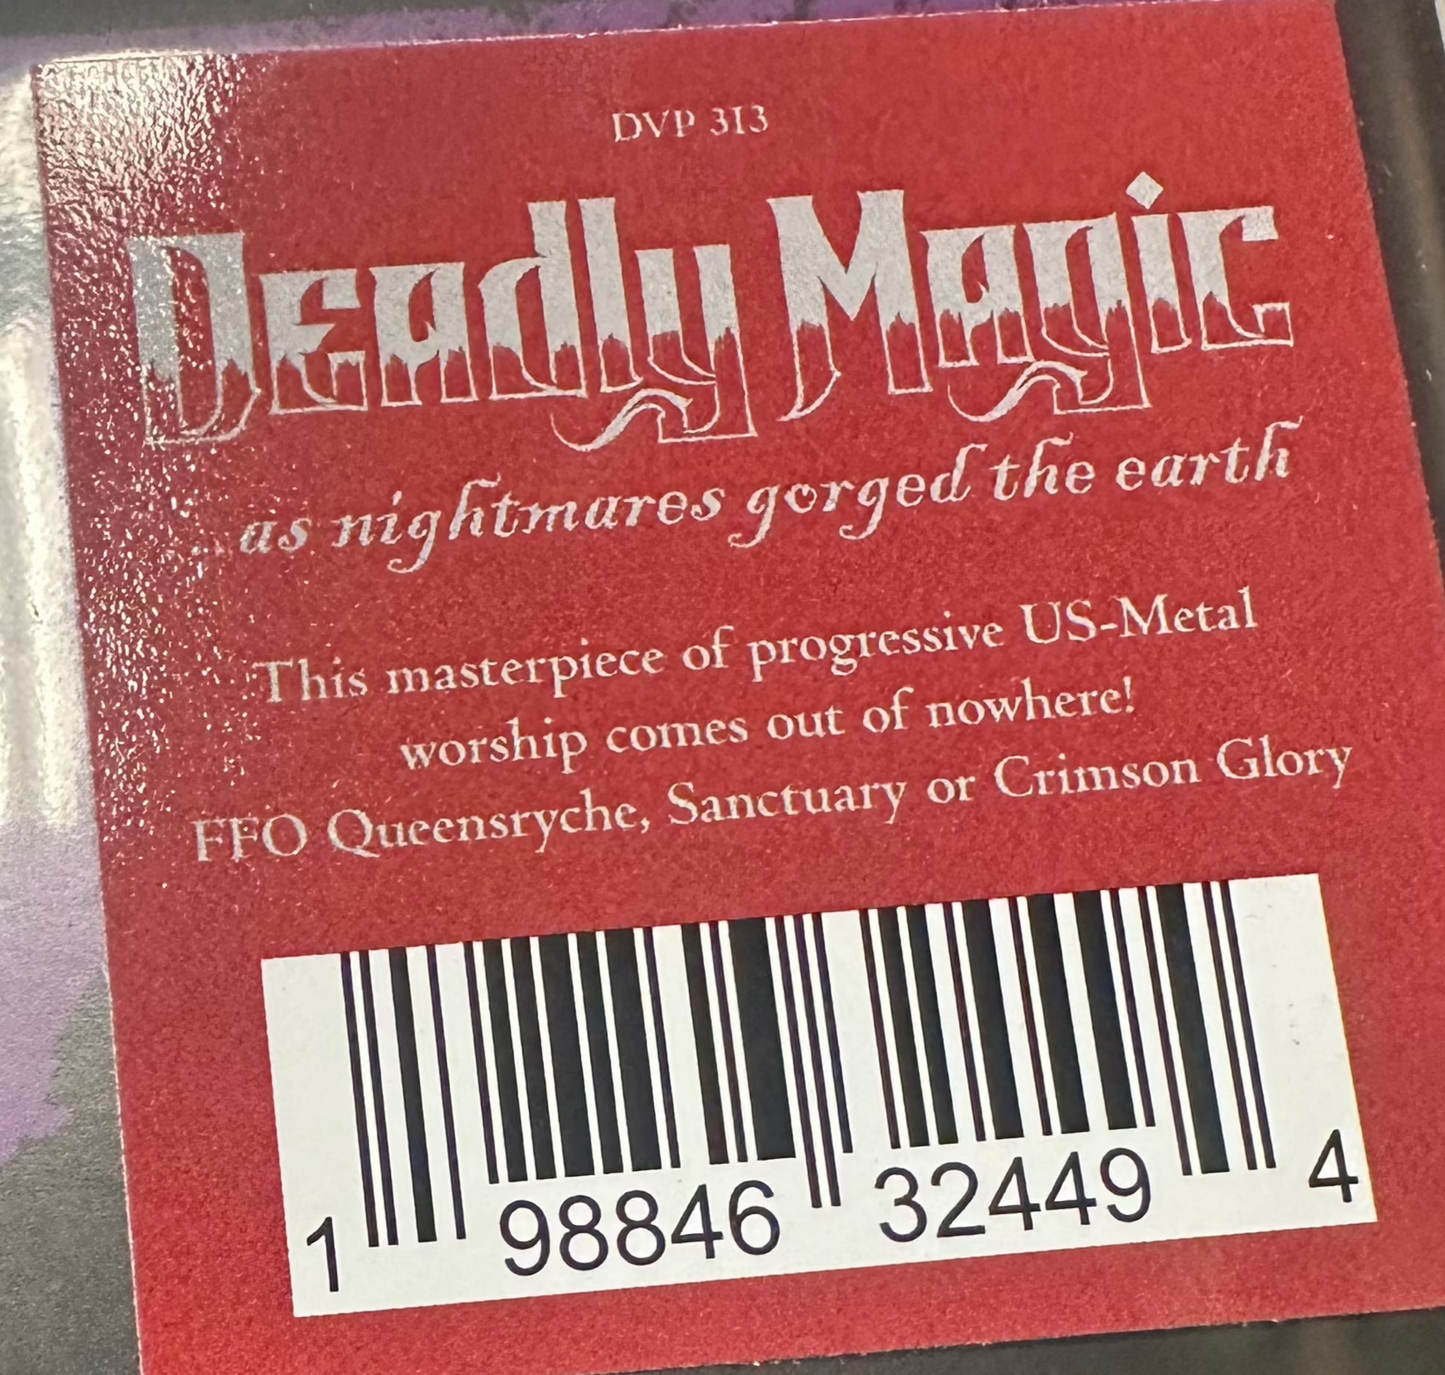 DVP 313
Deadly Magic
as nightmares gorged the earth
This masterpiece of progressive US-Metal
worship comes out of nowhere!
FFO Queensryche, Sanctuary or Crimson Glory
1 98846 32449 4